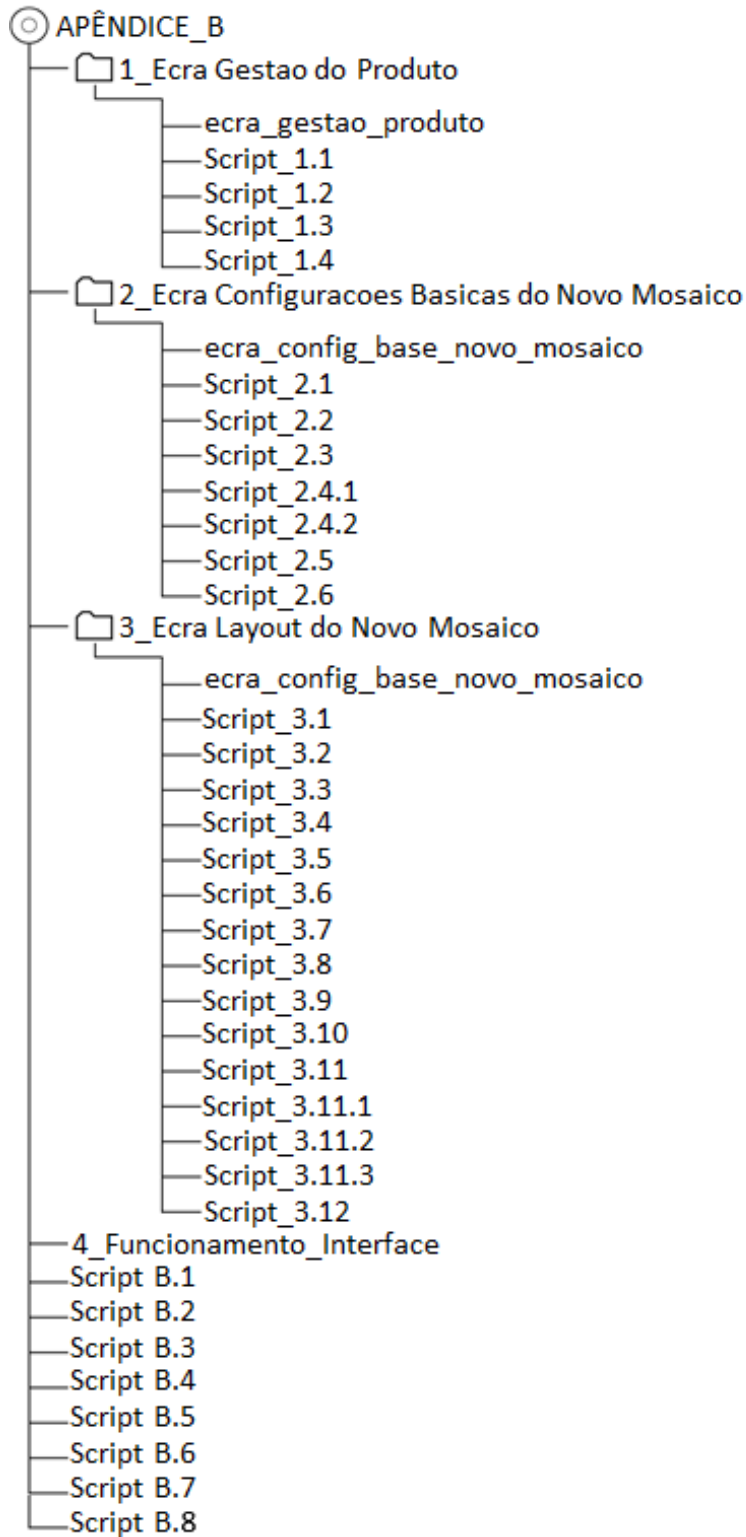 APÊNDICE_B
1_Ecra Gestao do Produto
ecra_gestao_produto
Script_1.1
Script_1.2
Script_1.3
Script_1.4
2_Ecra Configuracoes Basicas do Novo Mosaico
ecra_config_base_novo_mosaico
Script_2.1
Script_2.2
Script_2.3
Script_2.4.1
Script_2.4.2
Script_2.5
Script_2.6
3_Ecra Layout do Novo Mosaico
ecra_config_base_novo_mosaico
Script_3.1
Script_3.2
Script_3.3
Script_3.4
Script_3.5
Script_3.6
Script_3.7
Script_3.8
Script_3.9
Script_3.10
Script_3.11
Script_3.11.1
Script_3.11.2
Script_3.11.3
Script_3.12
4_Funcionamento_Interface
Script B.1
Script B.2
Script B.3
Script B.4
Script B.5
Script B.6
Script B.7
Script B.8